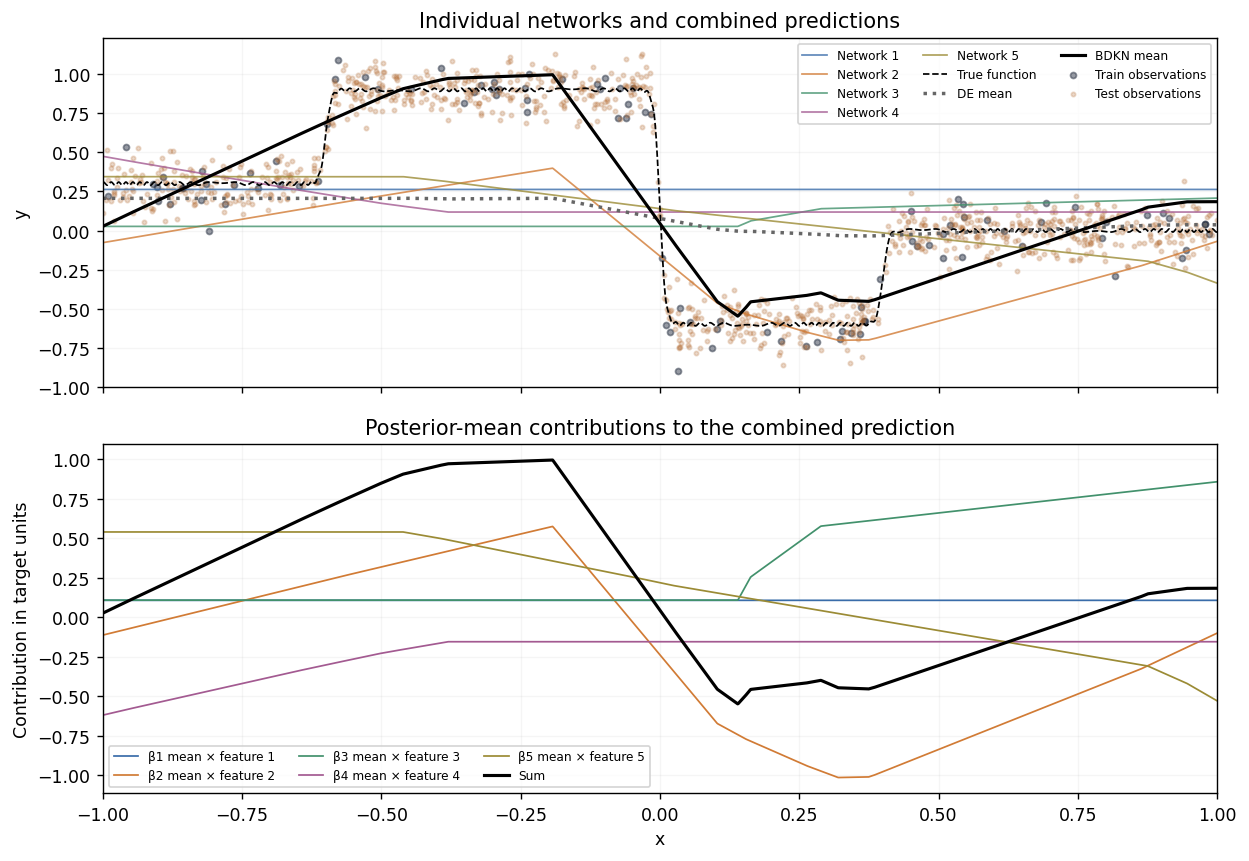 Individual networks and combined predictions
1.00
0.75
0.50
0.25
0.00
−0.25
−0.50
−0.75
−1.00
y
Network 1
Network 2
Network 3
Network 4
Network 5
True function
DE mean
BDKN mean
Train observations
Test observations
Posterior-mean contributions to the combined prediction
1.00
0.75
0.50
0.25
0.00
−0.25
−0.50
−0.75
−1.00
Contribution in target units
β1 mean × feature 1
β2 mean × feature 2
β3 mean × feature 3
β4 mean × feature 4
β5 mean × feature 5
Sum
−1.00 −0.75 −0.50 −0.25 0.00 0.25 0.50 0.75 1.00
x